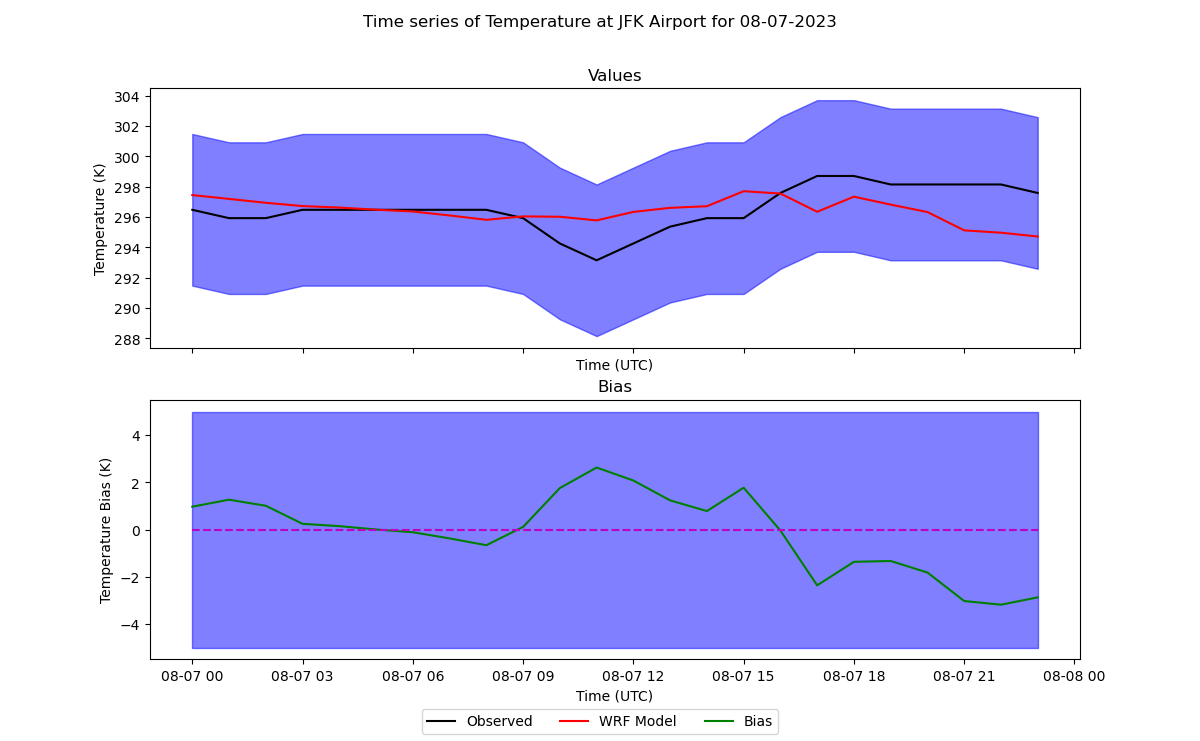 Time series of Temperature at JFK Airport for 08-07-2023
Values
304
302
300
298
296
294
292
290
288
Temperature (K)
Time (UTC)
Bias
4
2
0
−2
−4
Temperature Bias (K)
08-07 00 08-07 03 08-07 06 08-07 09 08-07 12 08-07 15 08-07 18 08-07 21 08-08 00
Time (UTC)
Observed WRF Model Bias